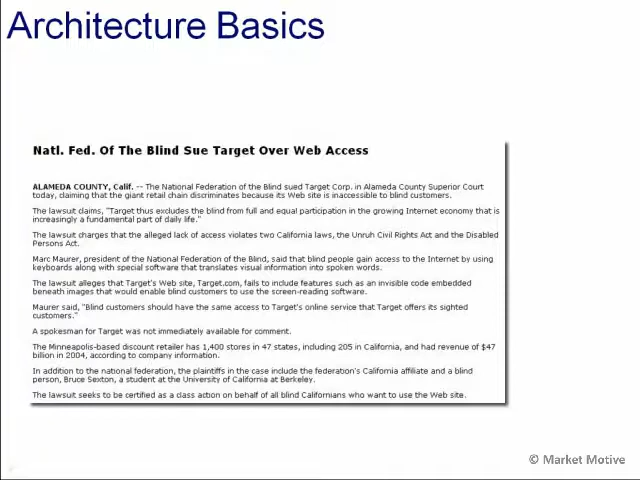 Architecture Basics
Natl. Fed. Of The Blind Sue Target Over Web Access
ALAMEDA COUNTY, Calif. -- The National Federation of the Blind sued Target Corp. in Alameda County Superior Court
today, claiming that the giant retail chain discriminates because its Web site is inaccessible to blind customers.
The lawsuit claims, "Target thus excludes the blind from full and equal participation in the growing Internet economy that is
increasingly a fundamental part of daily life."
The lawsuit charges that the alleged lack of access violates two California laws, the Unruh Civil Rights Act and the Disabled
Persons Act.
Marc Maurer, president of the National Federation of the Blind, said that blind people gain access to the Internet by using
keyboards along with special software that translates visual information into spoken words.
The lawsuit alleges that Target's Web site, Target.com, fails to include features such as an invisible code embedded
beneath images that would enable blind customers to use the screen-reading software.
Maurer said, "Blind customers should have the same access to Target's online service that Target offers its sighted
customers."
A spokesman for Target was not immediately available for comment.
The Minneapolis-based discount retailer has 1,400 stores in 47 states, including 205 in California, and had revenue of $47
billion in 2004, according to company information.
In addition to the national federation, the plaintiffs in the case include the federation's California affiliate and a blind
person, Bruce Sexton, a student at the University of California at Berkeley.
The lawsuit seeks to be certified as a class action on behalf of all blind Californians who want to use the Web site.
© Market Motive